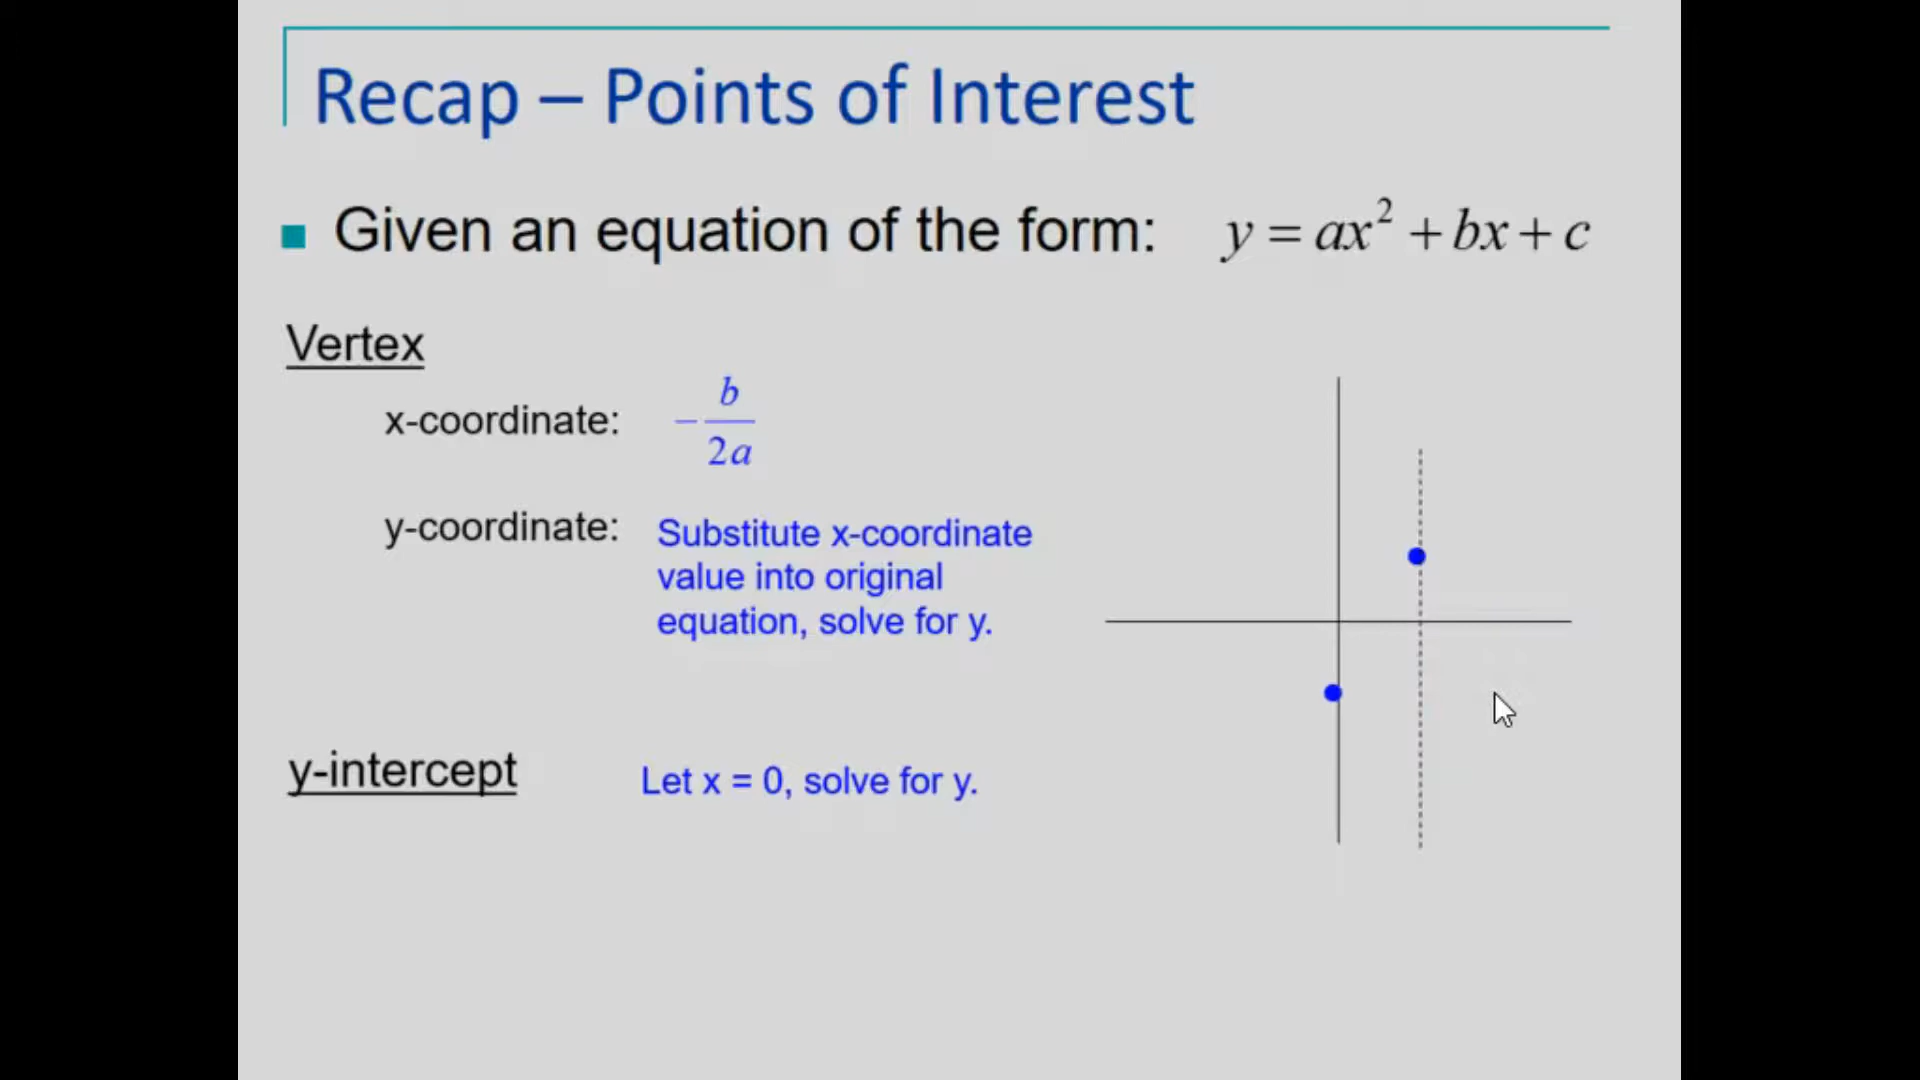 Recap – Points of Interest
Given an equation of the form: y = ax² + bx + c
Vertex
x-coordinate: −b/2a
y-coordinate: Substitute x-coordinate
value into original
equation, solve for y.
y-intercept Let x = 0, solve for y.